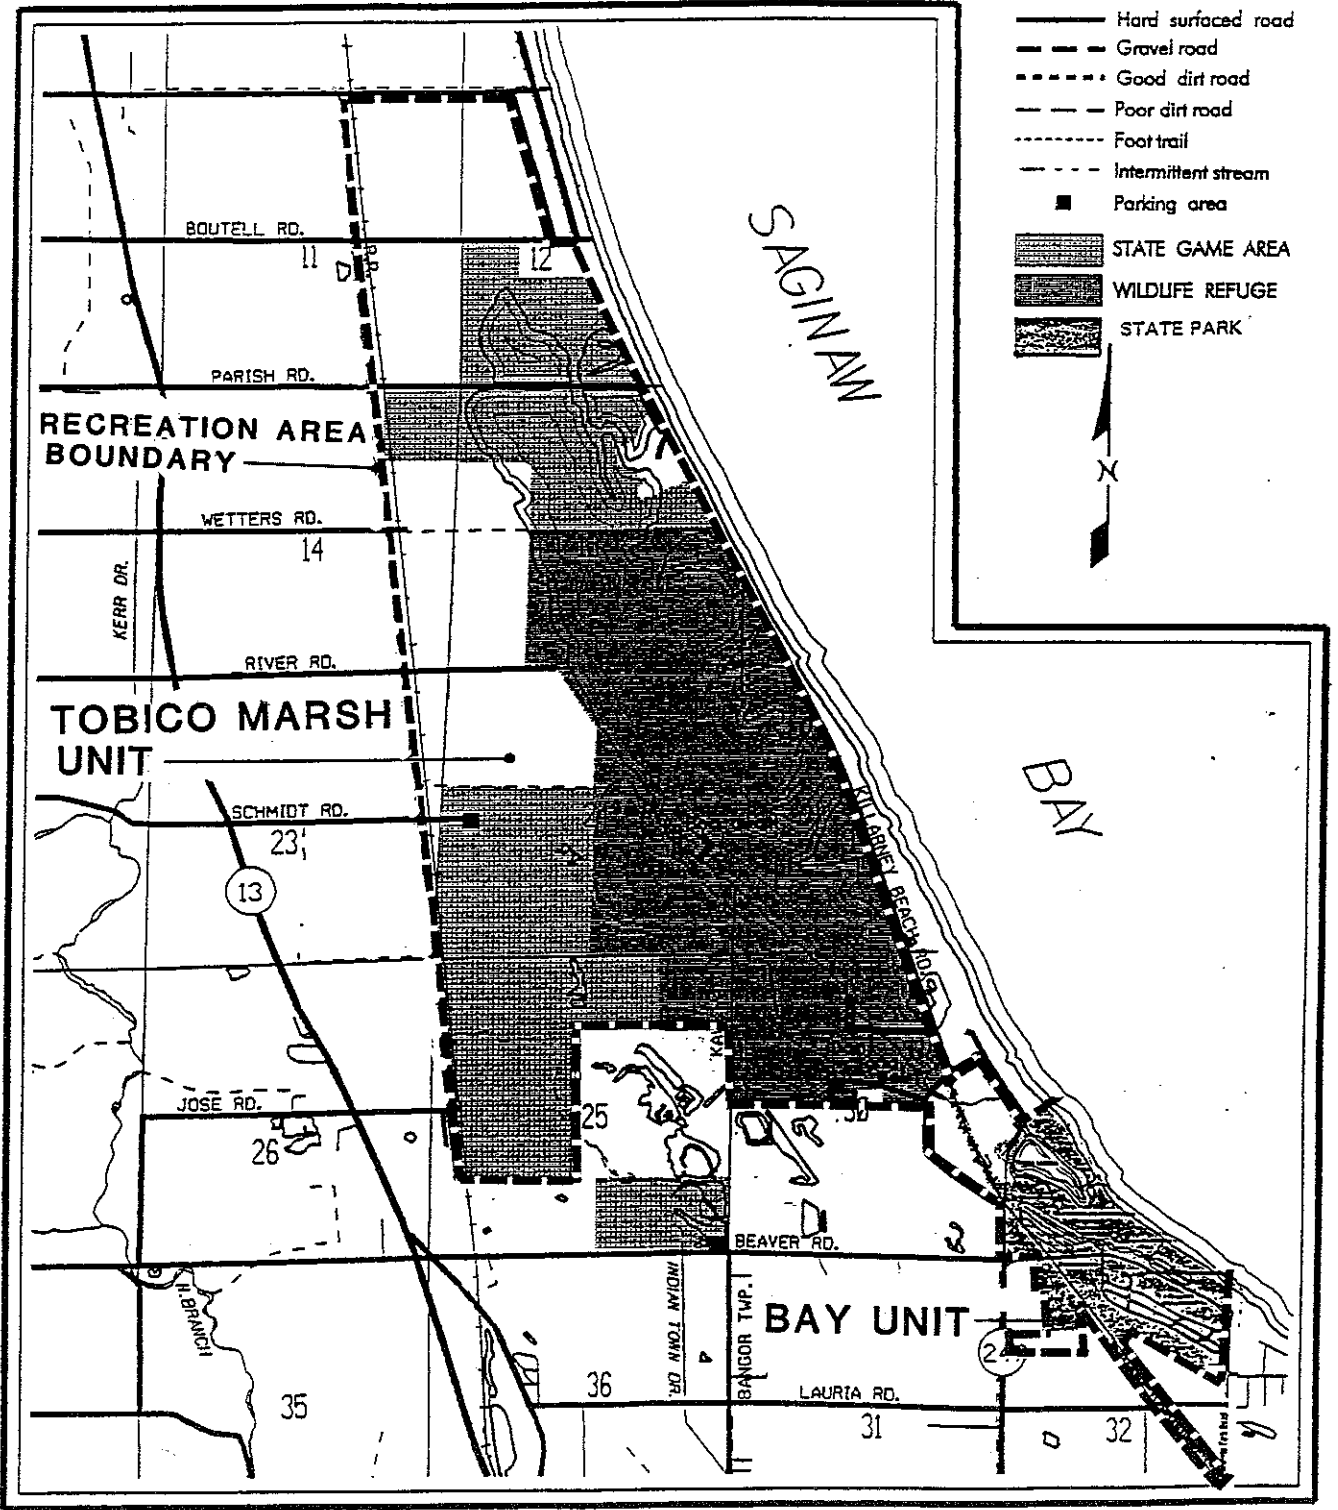 Hard surfaced road
Gravel road
Good dirt road
Poor dirt road
Foot trail
Intermittent stream
Parking area
STATE GAME AREA
WILDLIFE REFUGE
STATE PARK
N
SAGINAW
BAY
BOUTELL RD.
11
R.R.
12
PARISH RD.
RECREATION AREA
BOUNDARY
WETTERS RD.
14
KERR DR.
RIVER RD.
TOBICO MARSH
UNIT
SCHMIDT RD.
23
13
KILLARNEY BEACH RD.
JOSE RD.
26
25
KAW
30
BEAVER RD.
N. BRANCH
INDIAN TOWN DR.
BANGOR TWP.
BAY UNIT
36
LAURIA RD.
35
31
32